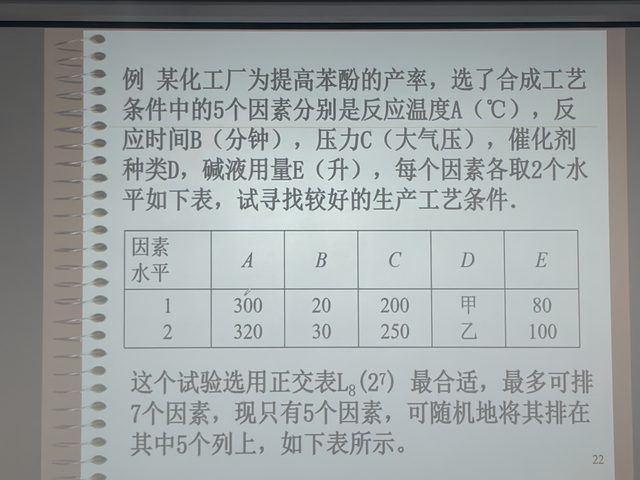 例 某化工厂为提高苯酚的产率，选了合成工艺
条件中的5个因素分别是反应温度A（℃），反
应时间B（分钟），压力C（大气压），催化剂
种类D，碱液用量E（升），每个因素各取2个水
平如下表，试寻找较好的生产工艺条件.
因素
水平
A B C D E
1 300 20 200 甲 80
2 320 30 250 乙 100
这个试验选用正交表L₈(2⁷) 最合适，最多可排
7个因素，现只有5个因素，可随机地将其排在
其中5个列上，如下表所示。
22